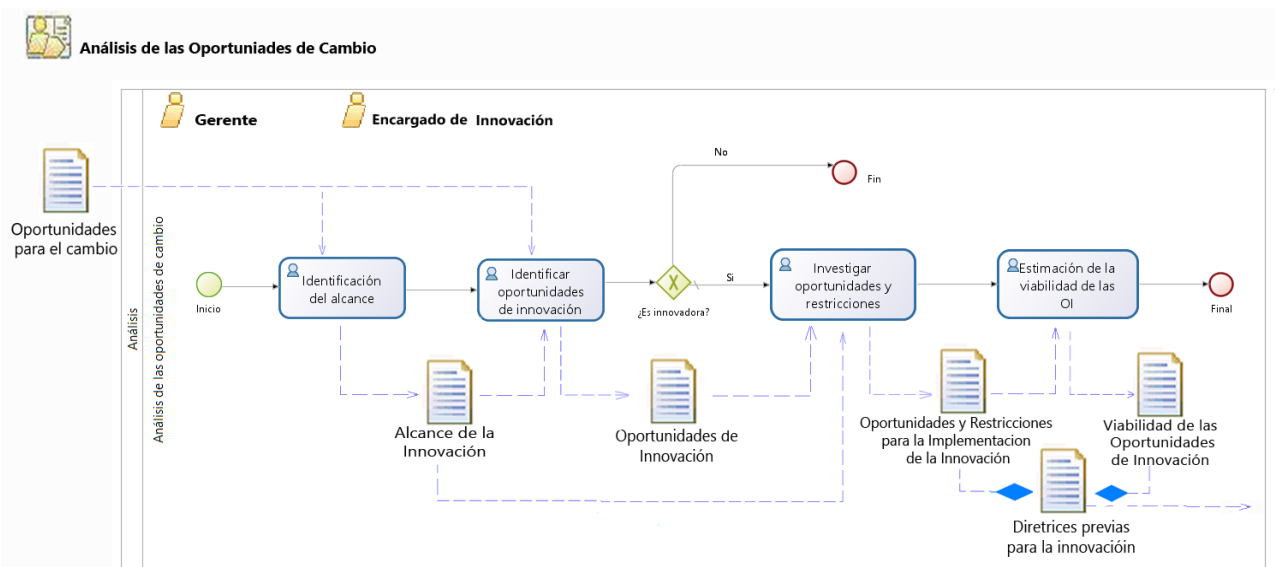 Análisis de las Oportuniades de Cambio
Gerente
Encargado de Innovación
Oportunidades
para el cambio
Análisis
Análisis de las oportunidades de cambio
Inicio
Identificación
del alcance
Identificar
oportunidades
de innovación
¿Es innovadora?
No
Fin
Si
Investigar
oportunidades y
restricciones
Estimación de la
viabilidad de las
OI
Final
Alcance de la
Innovación
Oportunidades de
Innovación
Oportunidades y Restricciones
para la Implementacion
de la Innovación
Viabilidad de las
Oportunidades
de Innovación
Diretrices previas
para la innovacióin